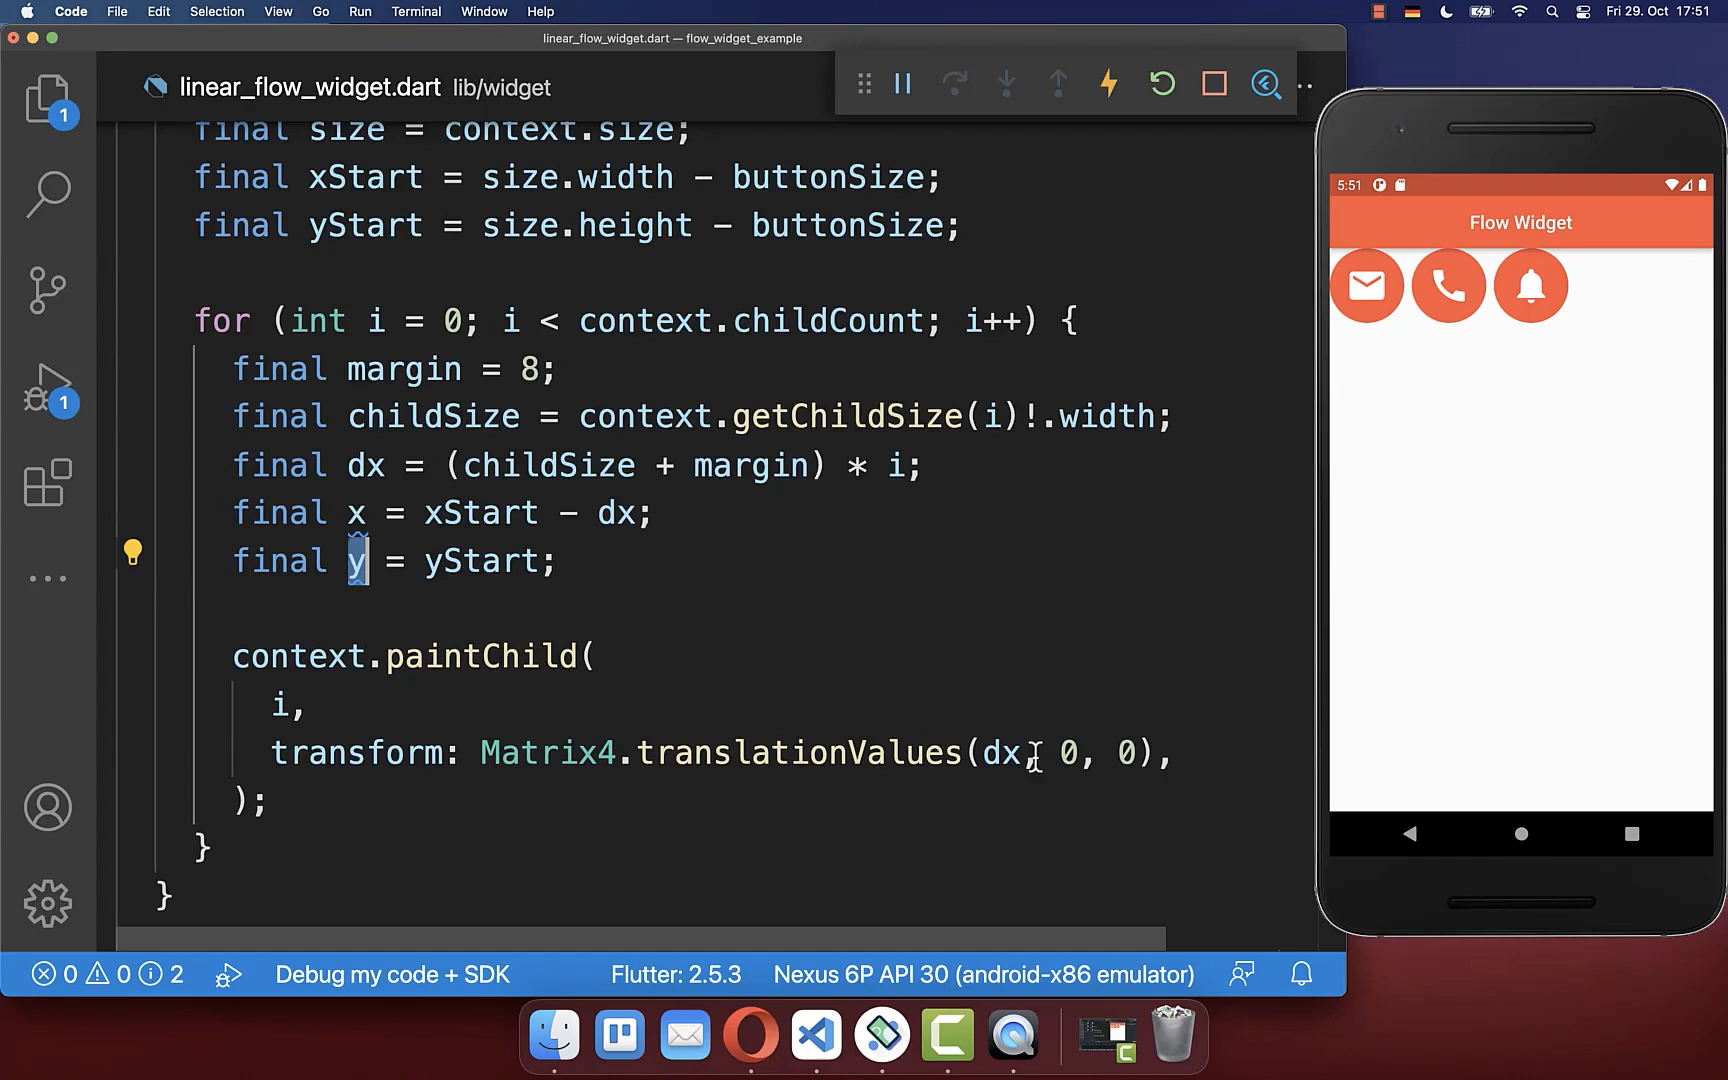 Code File Edit Selection View Go Run Terminal Window Help
Fri 29. Oct 17:51
linear_flow_widget.dart — flow_widget_example
linear_flow_widget.dart lib/widget
1
1
final size = context.size;
final xStart = size.width - buttonSize;
final yStart = size.height - buttonSize;
for (int i = 0; i < context.childCount; i++) {
final margin = 8;
final childSize = context.getChildSize(i)!.width;
final dx = (childSize + margin) * i;
final x = xStart - dx;
final y = yStart;
context.paintChild(
i,
transform: Matrix4.translationValues(dx, 0, 0),
);
}
}
5:51
Flow Widget
0 0 2 Debug my code + SDK Flutter: 2.5.3 Nexus 6P API 30 (android-x86 emulator)